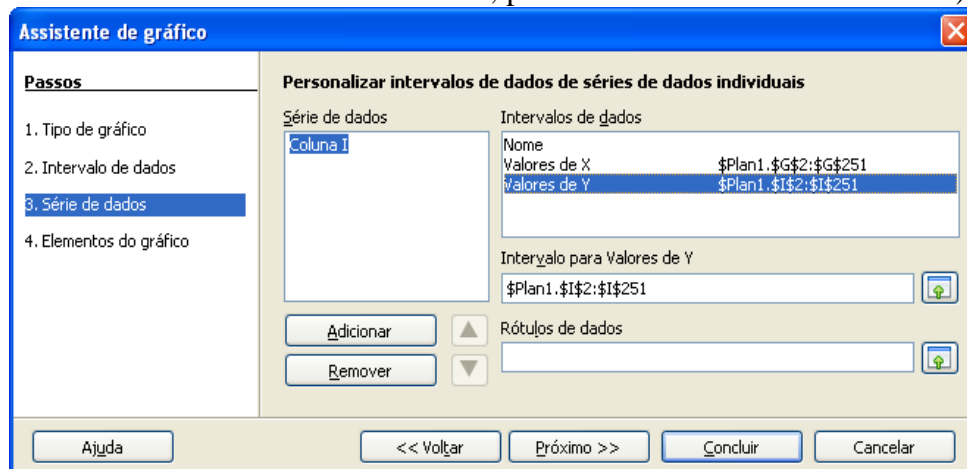 Assistente de gráfico
Passos
1. Tipo de gráfico
2. Intervalo de dados
3. Série de dados
4. Elementos do gráfico
Personalizar intervalos de dados de séries de dados individuais
Série de dados
Coluna I
Adicionar
Remover
Intervalos de dados
Nome
Valores de X $Plan1.$G$2:$G$251
Valores de Y $Plan1.$I$2:$I$251
Intervalo para Valores de Y
$Plan1.$I$2:$I$251
Rótulos de dados
Ajuda
<< Voltar
Próximo >>
Concluir
Cancelar